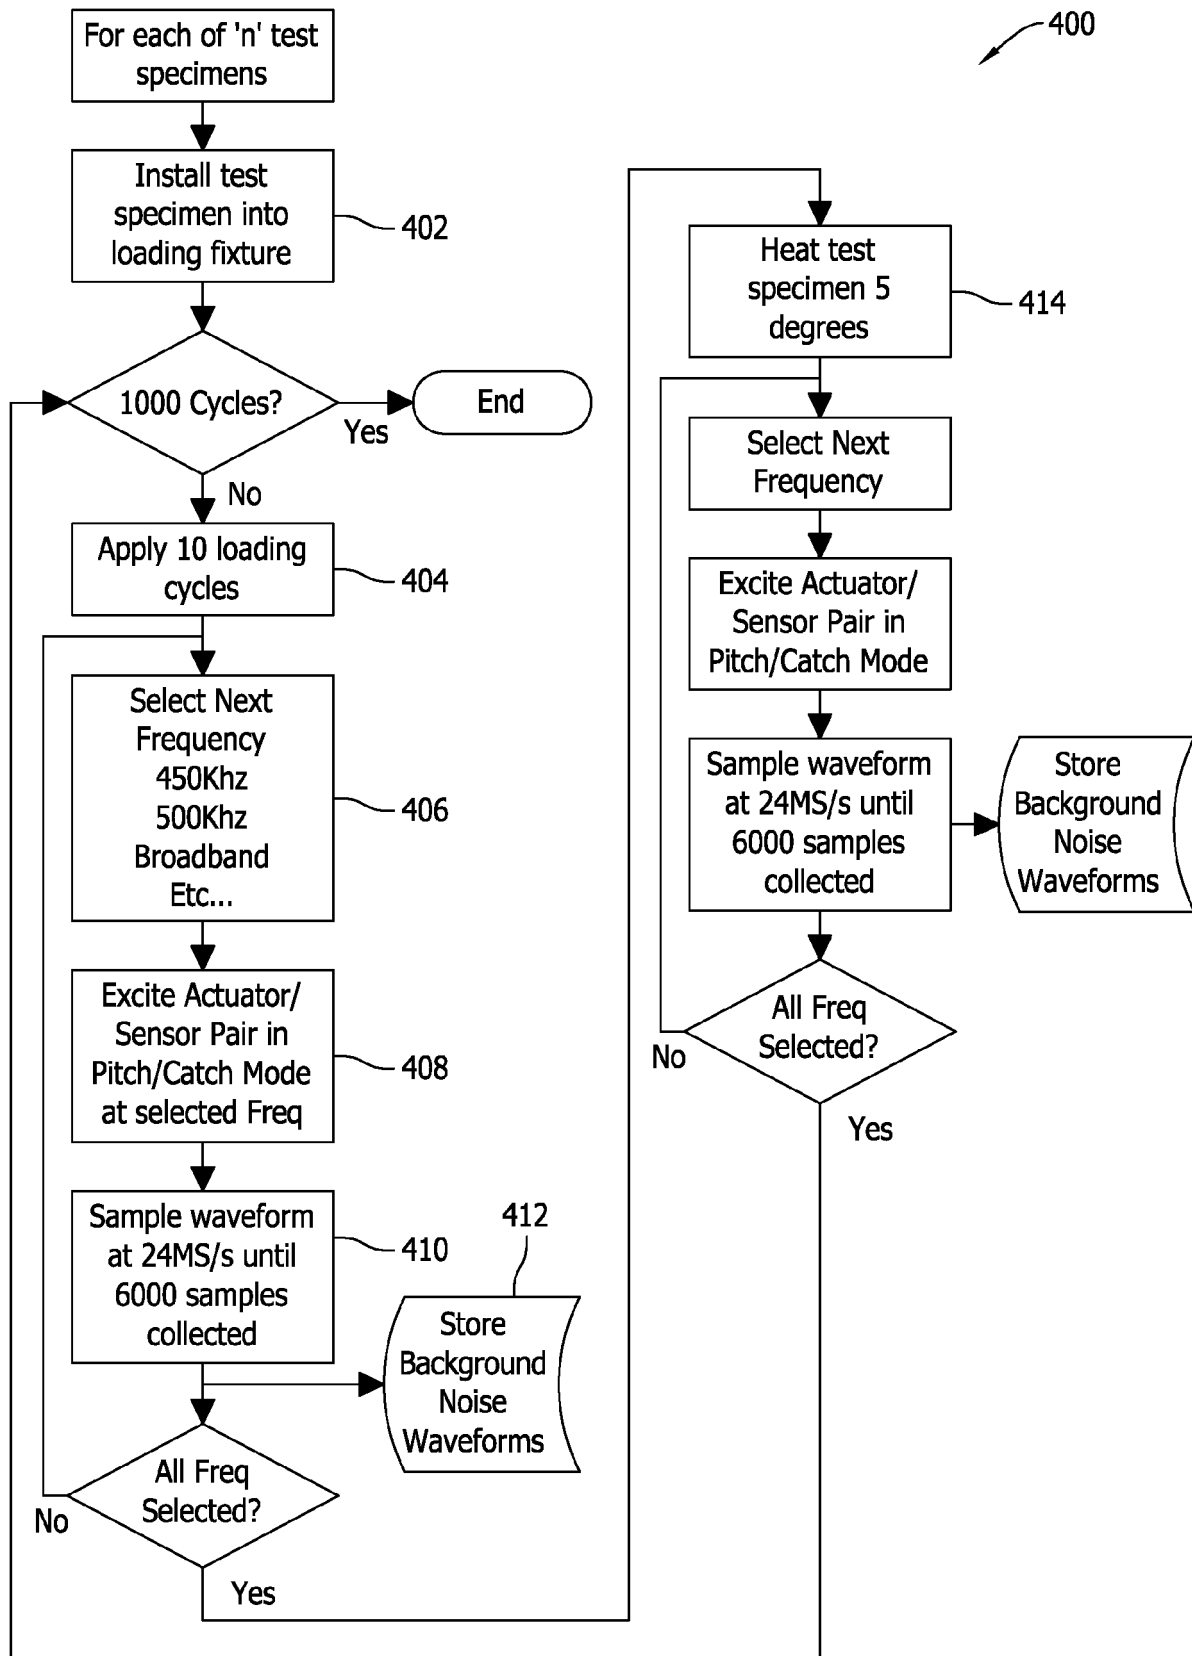 For each of 'n' test
specimens
400
Install test
specimen into
loading fixture
402
1000 Cycles?
Yes
End
No
Apply 10 loading
cycles
404
Select Next
Frequency
450Khz
500Khz
Broadband
Etc...
406
Excite Actuator/
Sensor Pair in
Pitch/Catch Mode
at selected Freq
408
Sample waveform
at 24MS/s until
6000 samples
collected
410
412
Store
Background
Noise
Waveforms
All Freq
Selected?
No
Yes
Heat test
specimen 5
degrees
414
Select Next
Frequency
Excite Actuator/
Sensor Pair in
Pitch/Catch Mode
Sample waveform
at 24MS/s until
6000 samples
collected
Store
Background
Noise
Waveforms
All Freq
Selected?
No
Yes